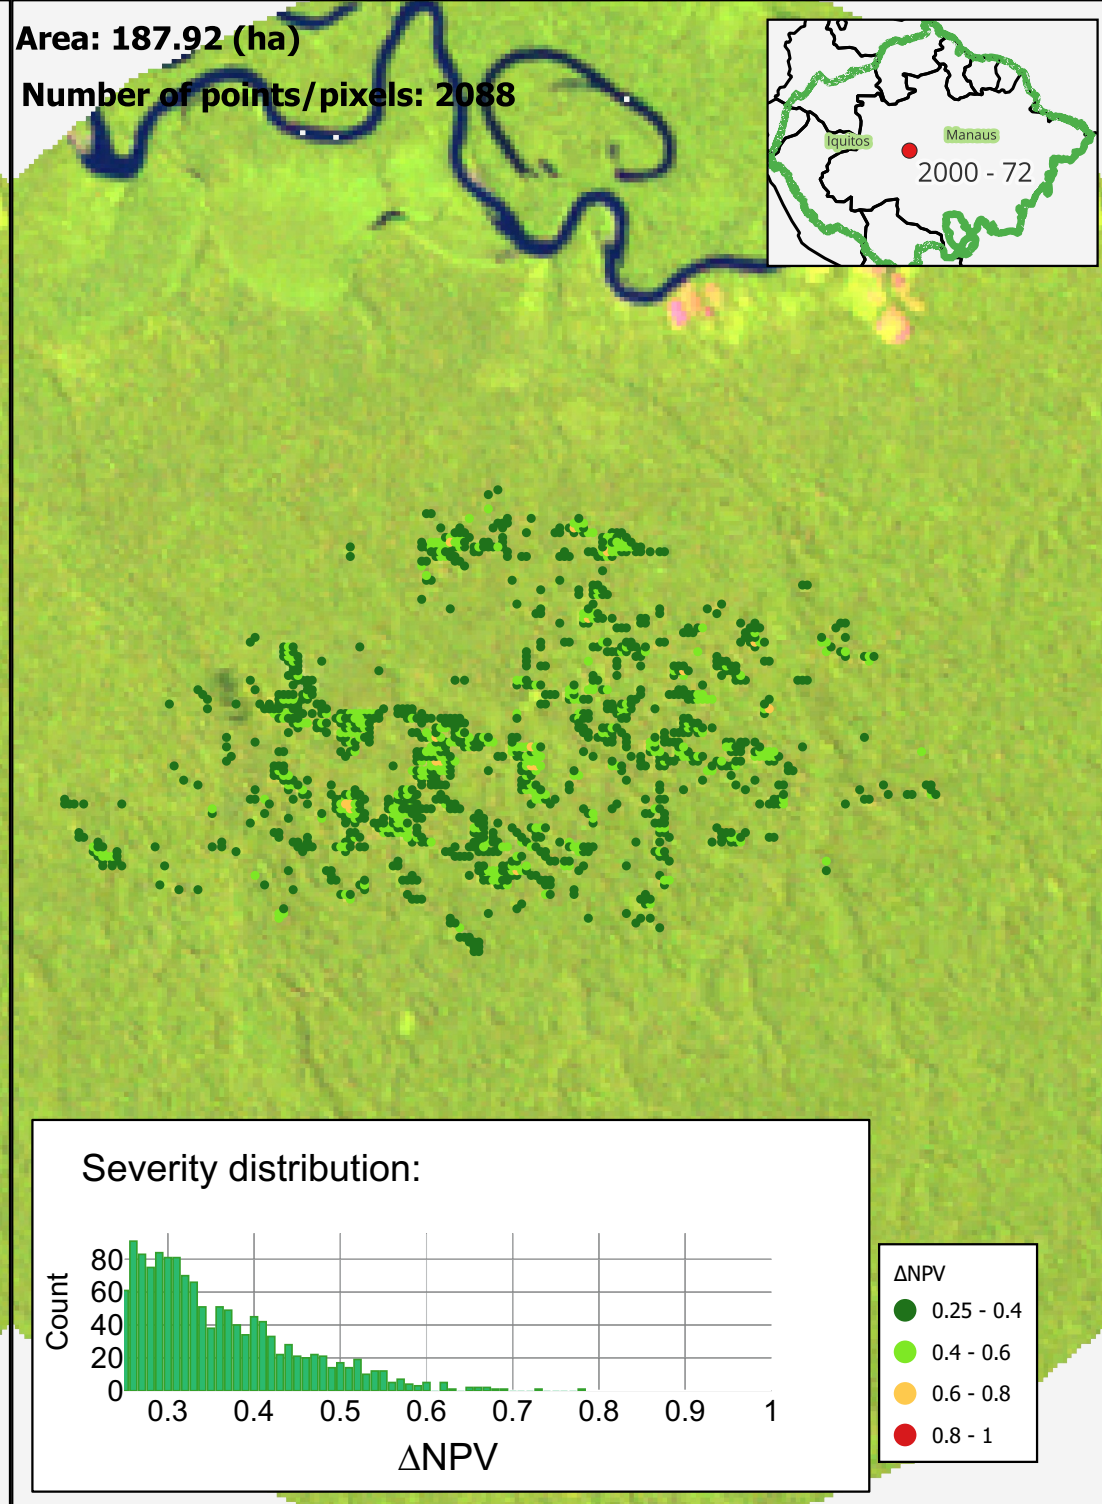 Area: 187.92 (ha)
Number of points/pixels: 2088
Iquitos
Manaus
2000 - 72
Severity distribution:
Count
80
60
40
20
0
0.3 0.4 0.5 0.6 0.7 0.8 0.9 1
ΔNPV
ΔNPV
0.25 - 0.4
0.4 - 0.6
0.6 - 0.8
0.8 - 1